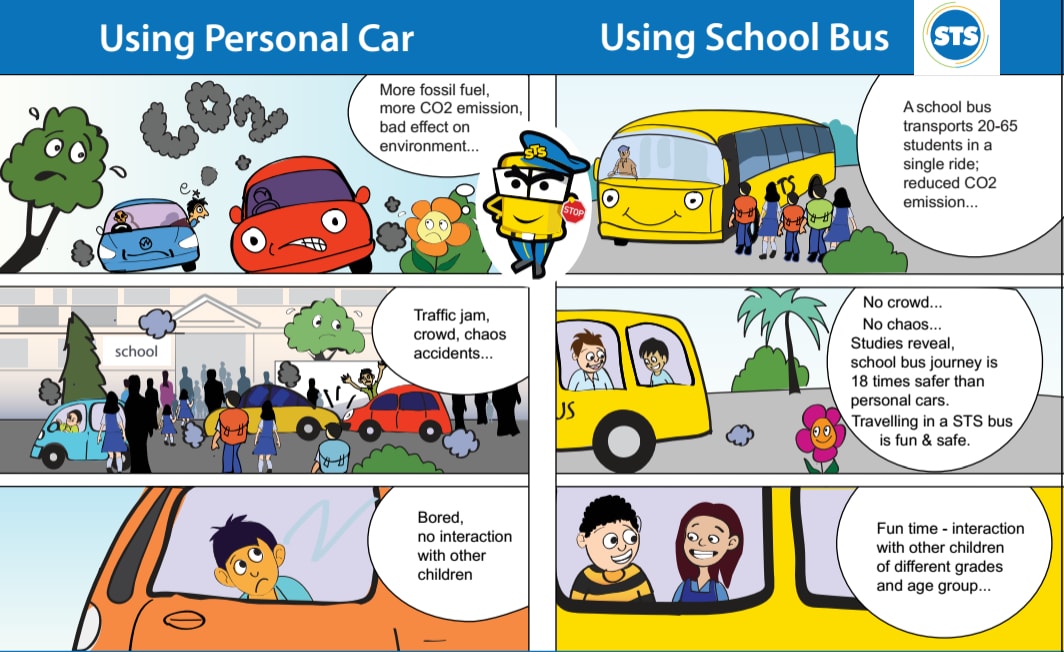 Using Personal Car
Using School Bus
STS
More fossil fuel,
more CO2 emission,
bad effect on
environment...
CO2
STS
STOP
A school bus
transports 20-65
students in a
single ride;
reduced CO2
emission...
TS
Traffic jam,
crowd, chaos
accidents...
school
No crowd...
No chaos...
Studies reveal,
school bus journey is
18 times safer than
personal cars.
Travelling in a STS bus
is fun & safe.
US
Bored,
no interaction
with other
children
Fun time - interaction
with other children
of different grades
and age group...